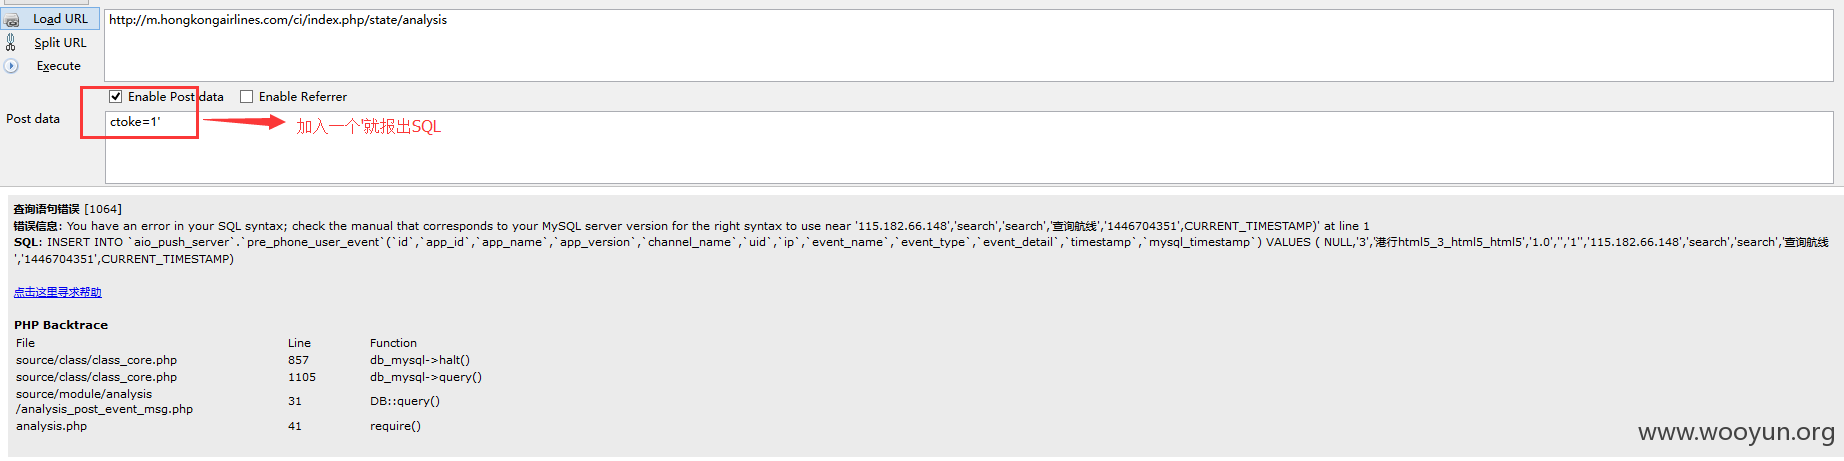 Load URL
http://m.hongkongairlines.com/ci/index.php/state/analysis
Split URL
Execute
Enable Post data Enable Referrer
Post data
ctoke=1'
加入一个'就报出SQL
查询语句错误 [1064]
错误信息: You have an error in your SQL syntax; check the manual that corresponds to your MySQL server version for the right syntax to use near '115.182.66.148','search','search','查询航线','1446704351',CURRENT_TIMESTAMP)' at line 1
SQL: INSERT INTO `aio_push_server`.`pre_phone_user_event`(`id`,`app_id`,`app_name`,`app_version`,`channel_name`,`uid`,`ip`,`event_name`,`event_type`,`event_detail`,`timestamp`,`mysql_timestamp`) VALUES ( NULL,'3','港行html5_3_html5_html5','1.0','','1'','115.182.66.148','search','search','查询航线
','1446704351',CURRENT_TIMESTAMP)
点击这里寻求帮助
PHP Backtrace
File Line Function
source/class/class_core.php 857 db_mysql->halt()
source/class/class_core.php 1105 db_mysql->query()
source/module/analysis
/analysis_post_event_msg.php 31 DB::query()
analysis.php 41 require()
www.wooyun.org